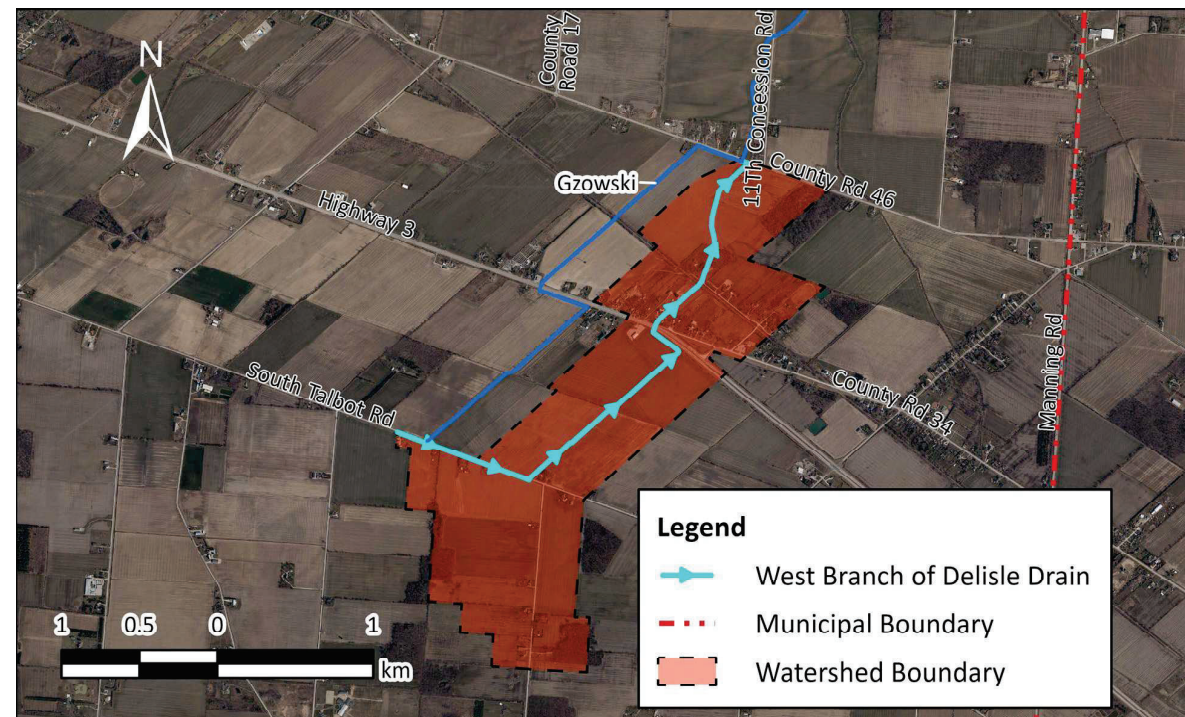 N
County
Road 17
11Th Concession Rd
County Rd 46
Gzowski
Highway 3
South Talbot Rd
County Rd 34
Manning Rd
1 0.5 0 1
km
Legend
West Branch of Delisle Drain
Municipal Boundary
Watershed Boundary